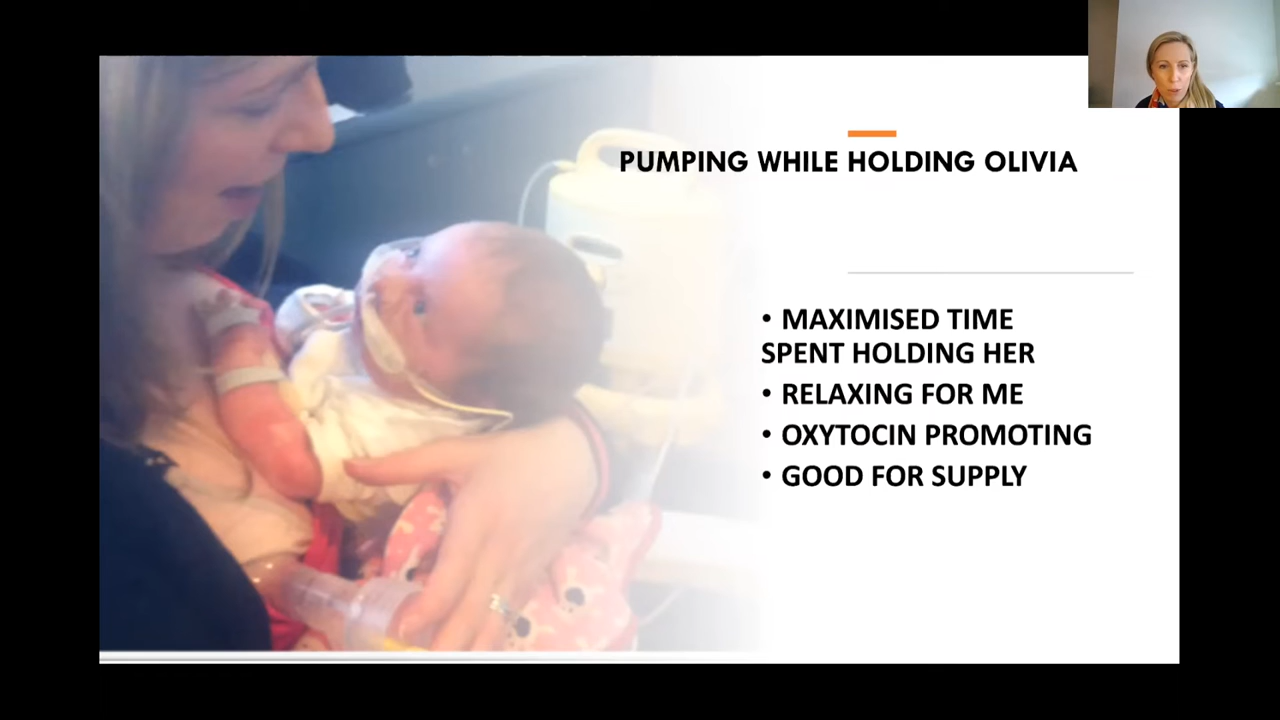 PUMPING WHILE HOLDING OLIVIA
• MAXIMISED TIME
SPENT HOLDING HER
• RELAXING FOR ME
• OXYTOCIN PROMOTING
• GOOD FOR SUPPLY